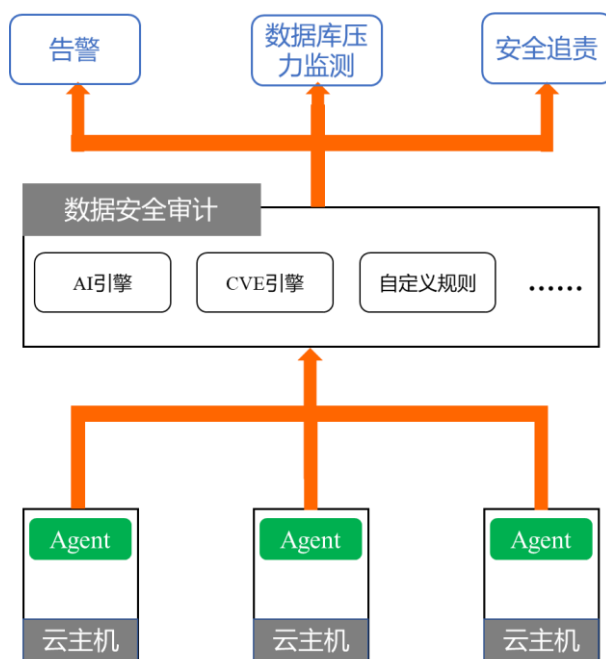 告警
数据库压
力监测
安全追责
数据安全审计
AI引擎
CVE引擎
自定义规则
……
Agent
Agent
Agent
云主机
云主机
云主机